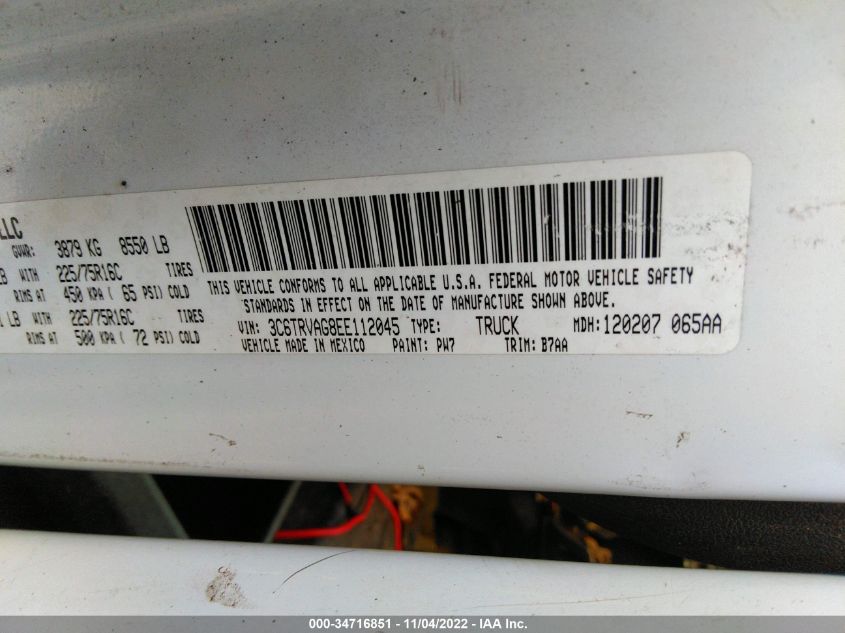 LLC
GVWR: 3879 KG 8550 LB
LB WITH 225/75R16C TIRES
RIMS AT 450 KPA ( 65 PSI) COLD
LB WITH 225/75R16C TIRES
RIMS AT 500 KPA ( 72 PSI) COLD
THIS VEHICLE CONFORMS TO ALL APPLICABLE U.S.A. FEDERAL MOTOR VEHICLE SAFETY
STANDARDS IN EFFECT ON THE DATE OF MANUFACTURE SHOWN ABOVE.
VIN: 3C6TRVAG8EE112045 TYPE: TRUCK MDH: 120207 065AA
VEHICLE MADE IN MEXICO PAINT: PW7 TRIM: B7AA
000-34716851 - 11/04/2022 - IAA Inc.